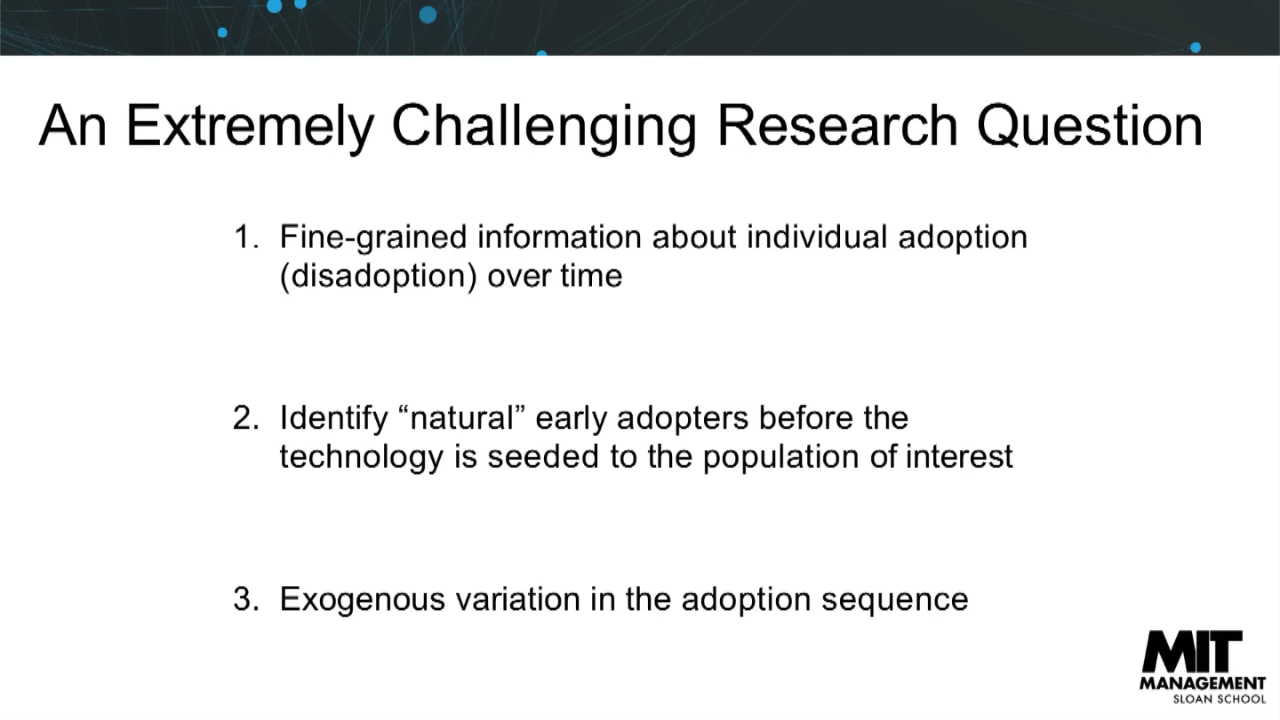 An Extremely Challenging Research Question
1. Fine-grained information about individual adoption
(disadoption) over time
2. Identify “natural” early adopters before the
technology is seeded to the population of interest
3. Exogenous variation in the adoption sequence
MIT
MANAGEMENT
SLOAN SCHOOL